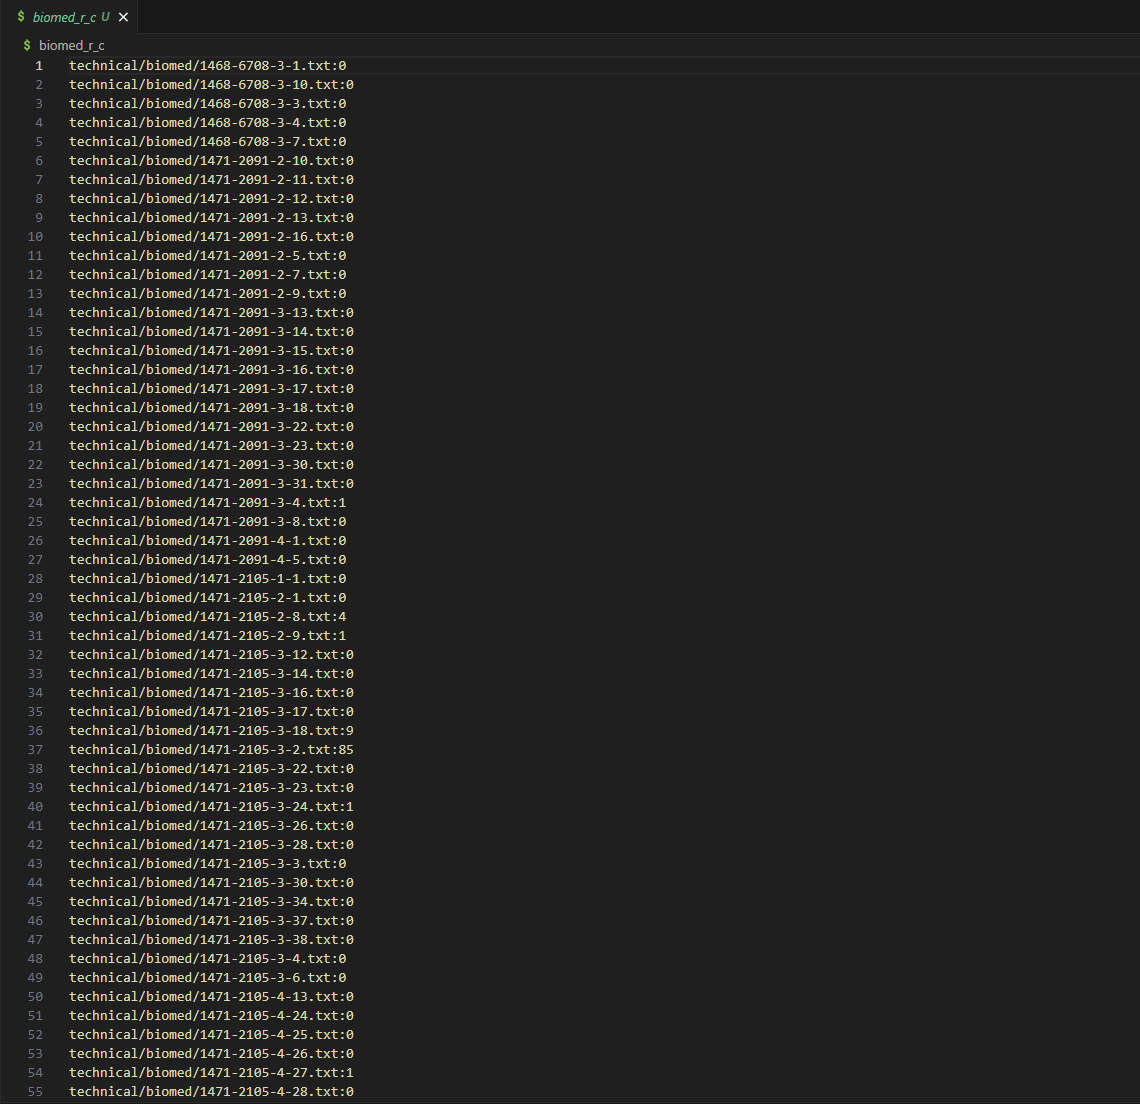 $ biomed_r_c U ✕
$ biomed_r_c
1 technical/biomed/1468-6708-3-1.txt:0
2 technical/biomed/1468-6708-3-10.txt:0
3 technical/biomed/1468-6708-3-3.txt:0
4 technical/biomed/1468-6708-3-4.txt:0
5 technical/biomed/1468-6708-3-7.txt:0
6 technical/biomed/1471-2091-2-10.txt:0
7 technical/biomed/1471-2091-2-11.txt:0
8 technical/biomed/1471-2091-2-12.txt:0
9 technical/biomed/1471-2091-2-13.txt:0
10 technical/biomed/1471-2091-2-16.txt:0
11 technical/biomed/1471-2091-2-5.txt:0
12 technical/biomed/1471-2091-2-7.txt:0
13 technical/biomed/1471-2091-2-9.txt:0
14 technical/biomed/1471-2091-3-13.txt:0
15 technical/biomed/1471-2091-3-14.txt:0
16 technical/biomed/1471-2091-3-15.txt:0
17 technical/biomed/1471-2091-3-16.txt:0
18 technical/biomed/1471-2091-3-17.txt:0
19 technical/biomed/1471-2091-3-18.txt:0
20 technical/biomed/1471-2091-3-22.txt:0
21 technical/biomed/1471-2091-3-23.txt:0
22 technical/biomed/1471-2091-3-30.txt:0
23 technical/biomed/1471-2091-3-31.txt:0
24 technical/biomed/1471-2091-3-4.txt:1
25 technical/biomed/1471-2091-3-8.txt:0
26 technical/biomed/1471-2091-4-1.txt:0
27 technical/biomed/1471-2091-4-5.txt:0
28 technical/biomed/1471-2105-1-1.txt:0
29 technical/biomed/1471-2105-2-1.txt:0
30 technical/biomed/1471-2105-2-8.txt:4
31 technical/biomed/1471-2105-2-9.txt:1
32 technical/biomed/1471-2105-3-12.txt:0
33 technical/biomed/1471-2105-3-14.txt:0
34 technical/biomed/1471-2105-3-16.txt:0
35 technical/biomed/1471-2105-3-17.txt:0
36 technical/biomed/1471-2105-3-18.txt:9
37 technical/biomed/1471-2105-3-2.txt:85
38 technical/biomed/1471-2105-3-22.txt:0
39 technical/biomed/1471-2105-3-23.txt:0
40 technical/biomed/1471-2105-3-24.txt:1
41 technical/biomed/1471-2105-3-26.txt:0
42 technical/biomed/1471-2105-3-28.txt:0
43 technical/biomed/1471-2105-3-3.txt:0
44 technical/biomed/1471-2105-3-30.txt:0
45 technical/biomed/1471-2105-3-34.txt:0
46 technical/biomed/1471-2105-3-37.txt:0
47 technical/biomed/1471-2105-3-38.txt:0
48 technical/biomed/1471-2105-3-4.txt:0
49 technical/biomed/1471-2105-3-6.txt:0
50 technical/biomed/1471-2105-4-13.txt:0
51 technical/biomed/1471-2105-4-24.txt:0
52 technical/biomed/1471-2105-4-25.txt:0
53 technical/biomed/1471-2105-4-26.txt:0
54 technical/biomed/1471-2105-4-27.txt:1
55 technical/biomed/1471-2105-4-28.txt:0